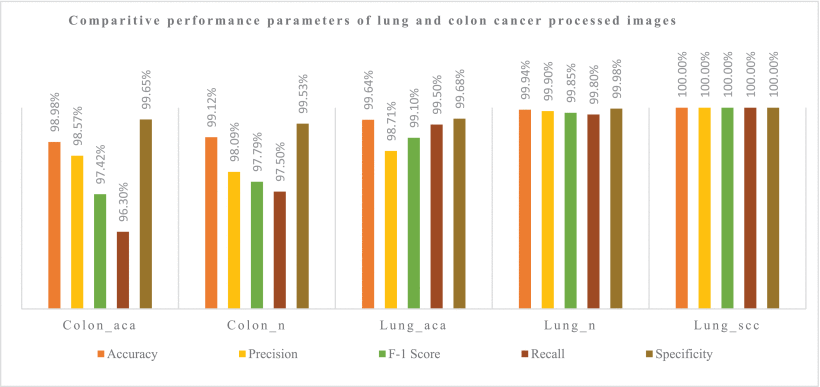 Comparitive performance parameters of lung and colon cancer processed images
98.98% 98.57% 97.42% 96.30% 99.65% 99.12% 98.09% 97.79% 97.50% 99.53% 99.64% 98.71% 99.10% 99.50% 99.68% 99.94% 99.90% 99.85% 99.80% 99.98% 100.00% 100.00% 100.00% 100.00% 100.00%
Colon_aca Colon_n Lung_aca Lung_n Lung_scc
Accuracy Precision F-1 Score Recall Specificity